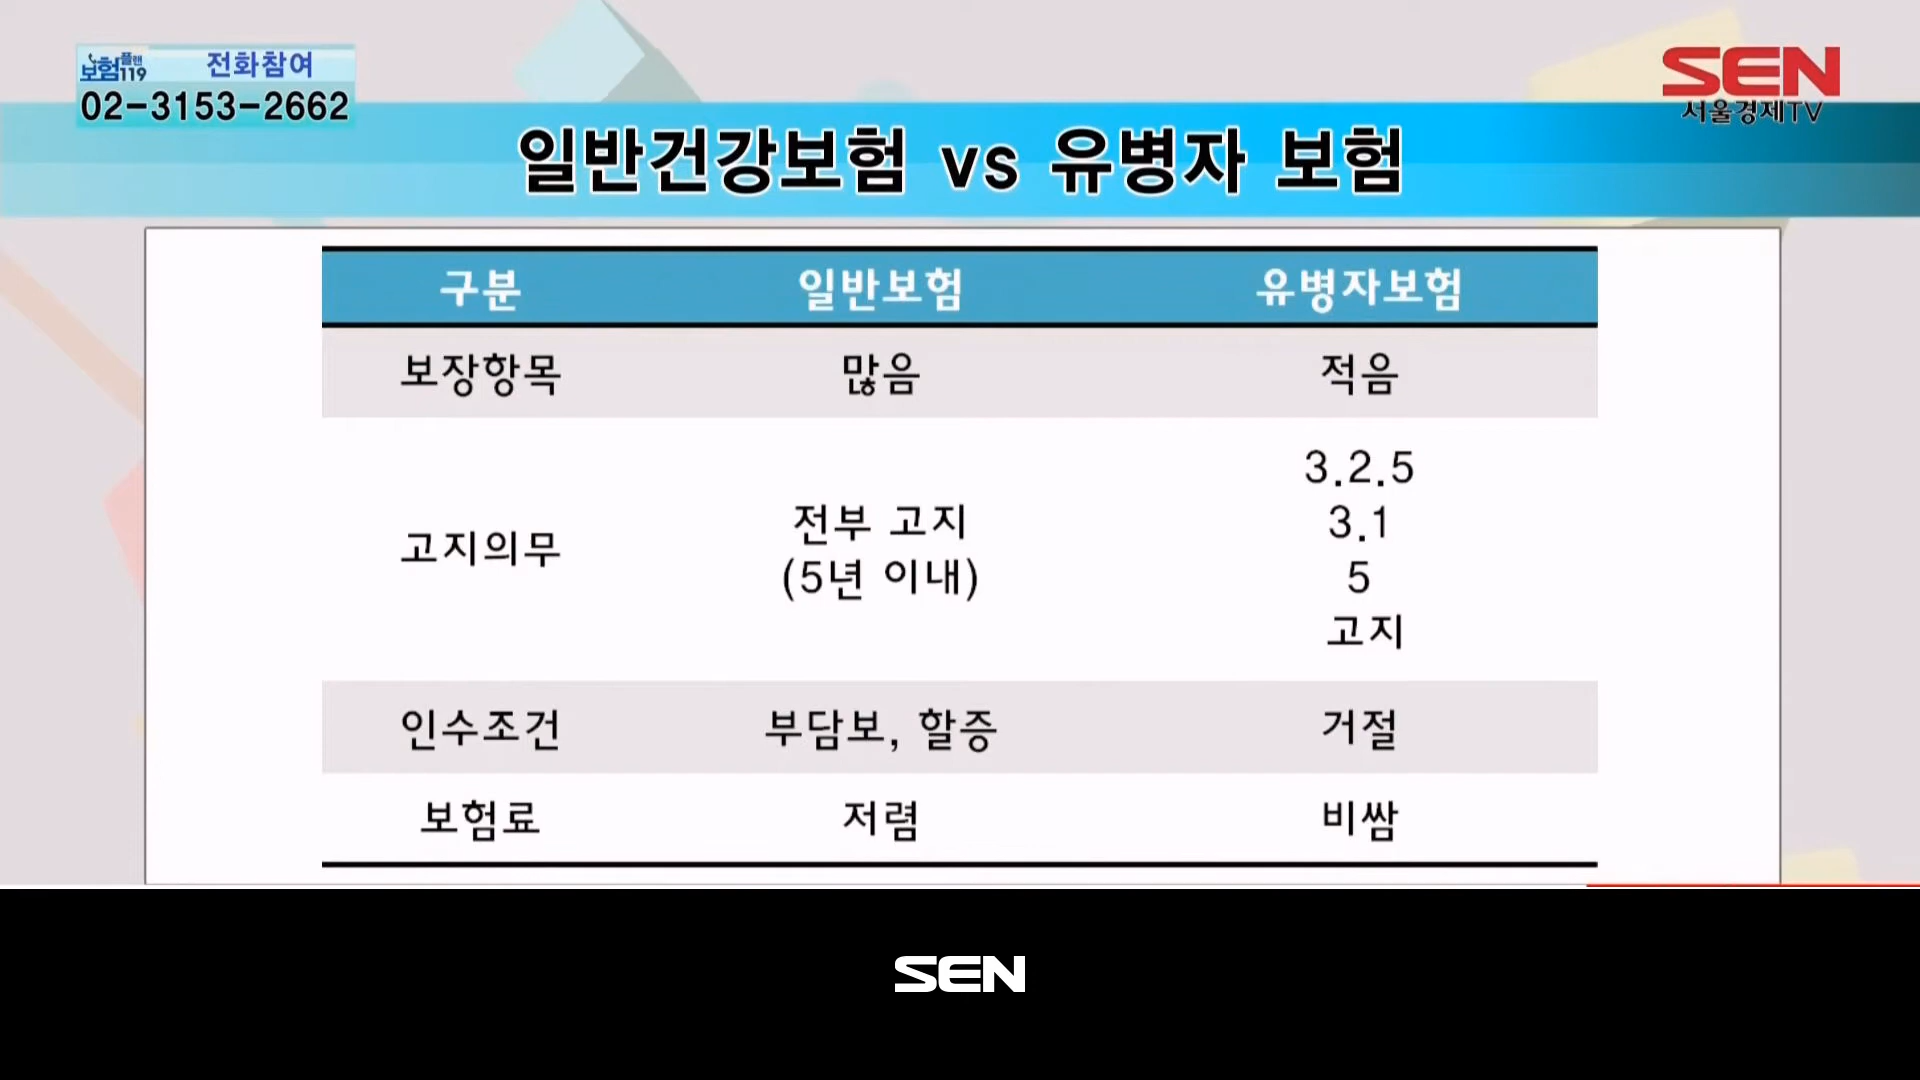 보험플랜119 전화참여
02-3153-2662
SEN
서울경제TV
일반건강보험 vs 유병자 보험
구분 일반보험 유병자보험
보장항목 많음 적음
고지의무 전부 고지 (5년 이내) 3.2.5
3.1
5
고지
인수조건 부담보, 할증 거절
보험료 저렴 비쌈
SEN